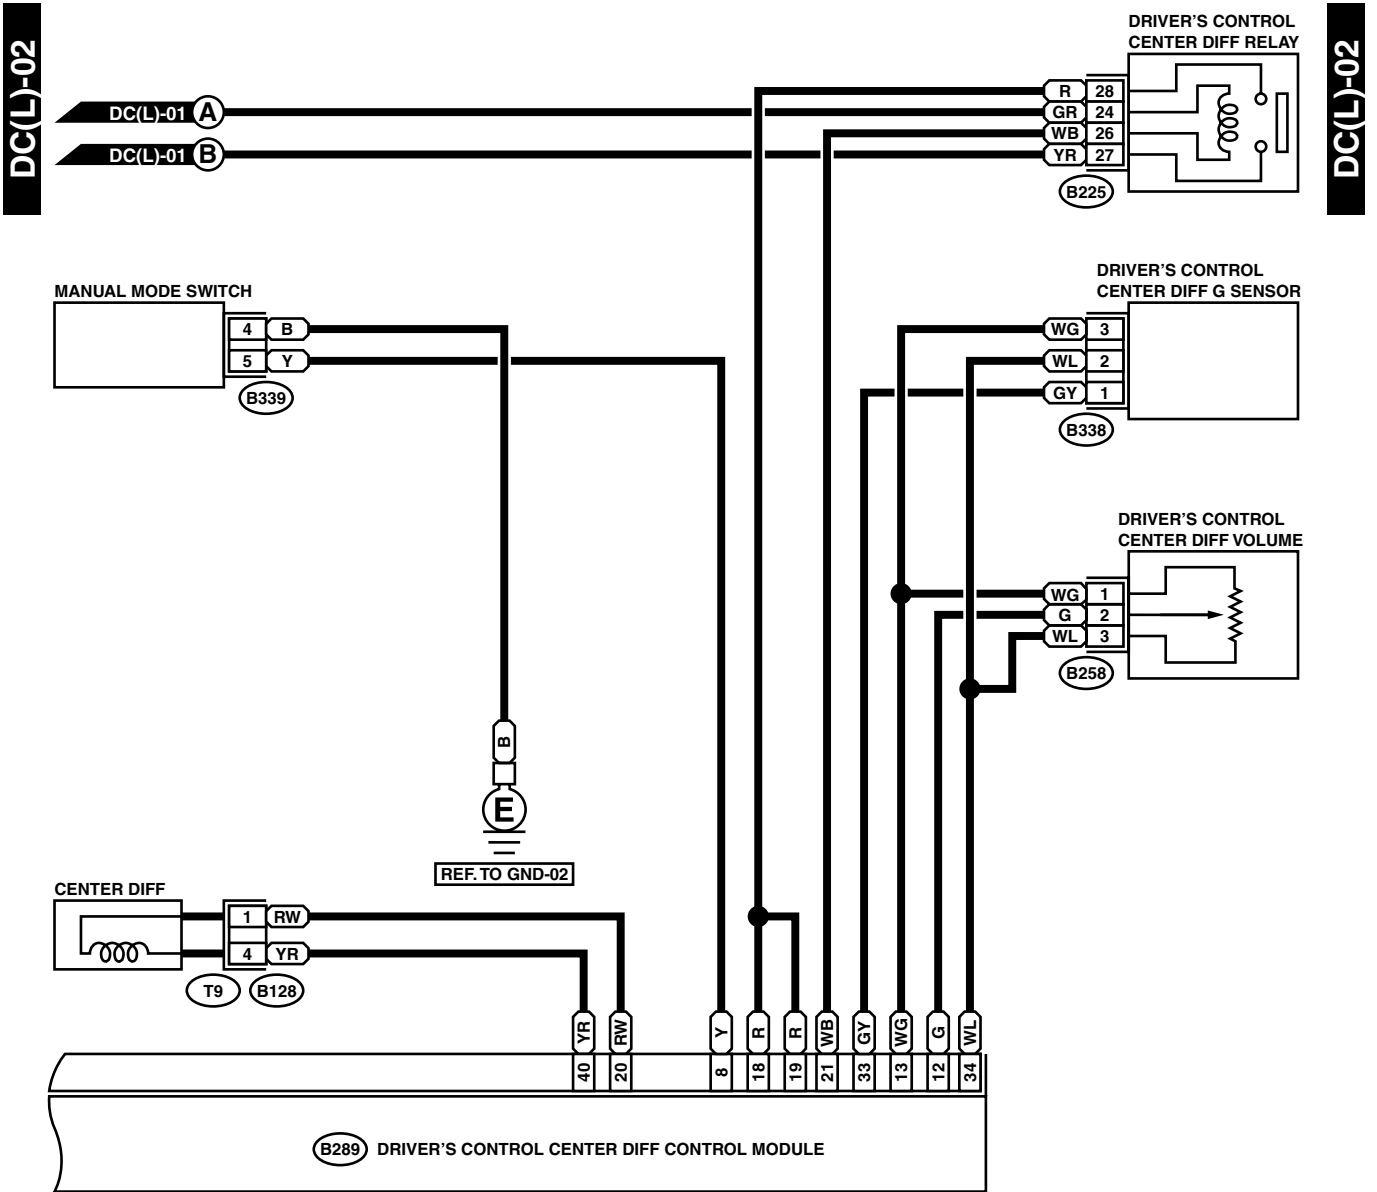 DC(L)-02
DC(L)-02
DRIVER'S CONTROL
CENTER DIFF RELAY
DC(L)-01 A
DC(L)-01 B
R 28
GR 24
WB 26
YR 27
B225
MANUAL MODE SWITCH
4 B
5 Y
B339
DRIVER'S CONTROL
CENTER DIFF G SENSOR
WG 3
WL 2
GY 1
B338
DRIVER'S CONTROL
CENTER DIFF VOLUME
WG 1
G 2
WL 3
B258
B
E
REF. TO GND-02
CENTER DIFF
1 RW
4 YR
T9 B128
YR RW Y R R WB GY WG G WL
40 20 8 18 19 21 33 13 12 34
B289 DRIVER'S CONTROL CENTER DIFF CONTROL MODULE